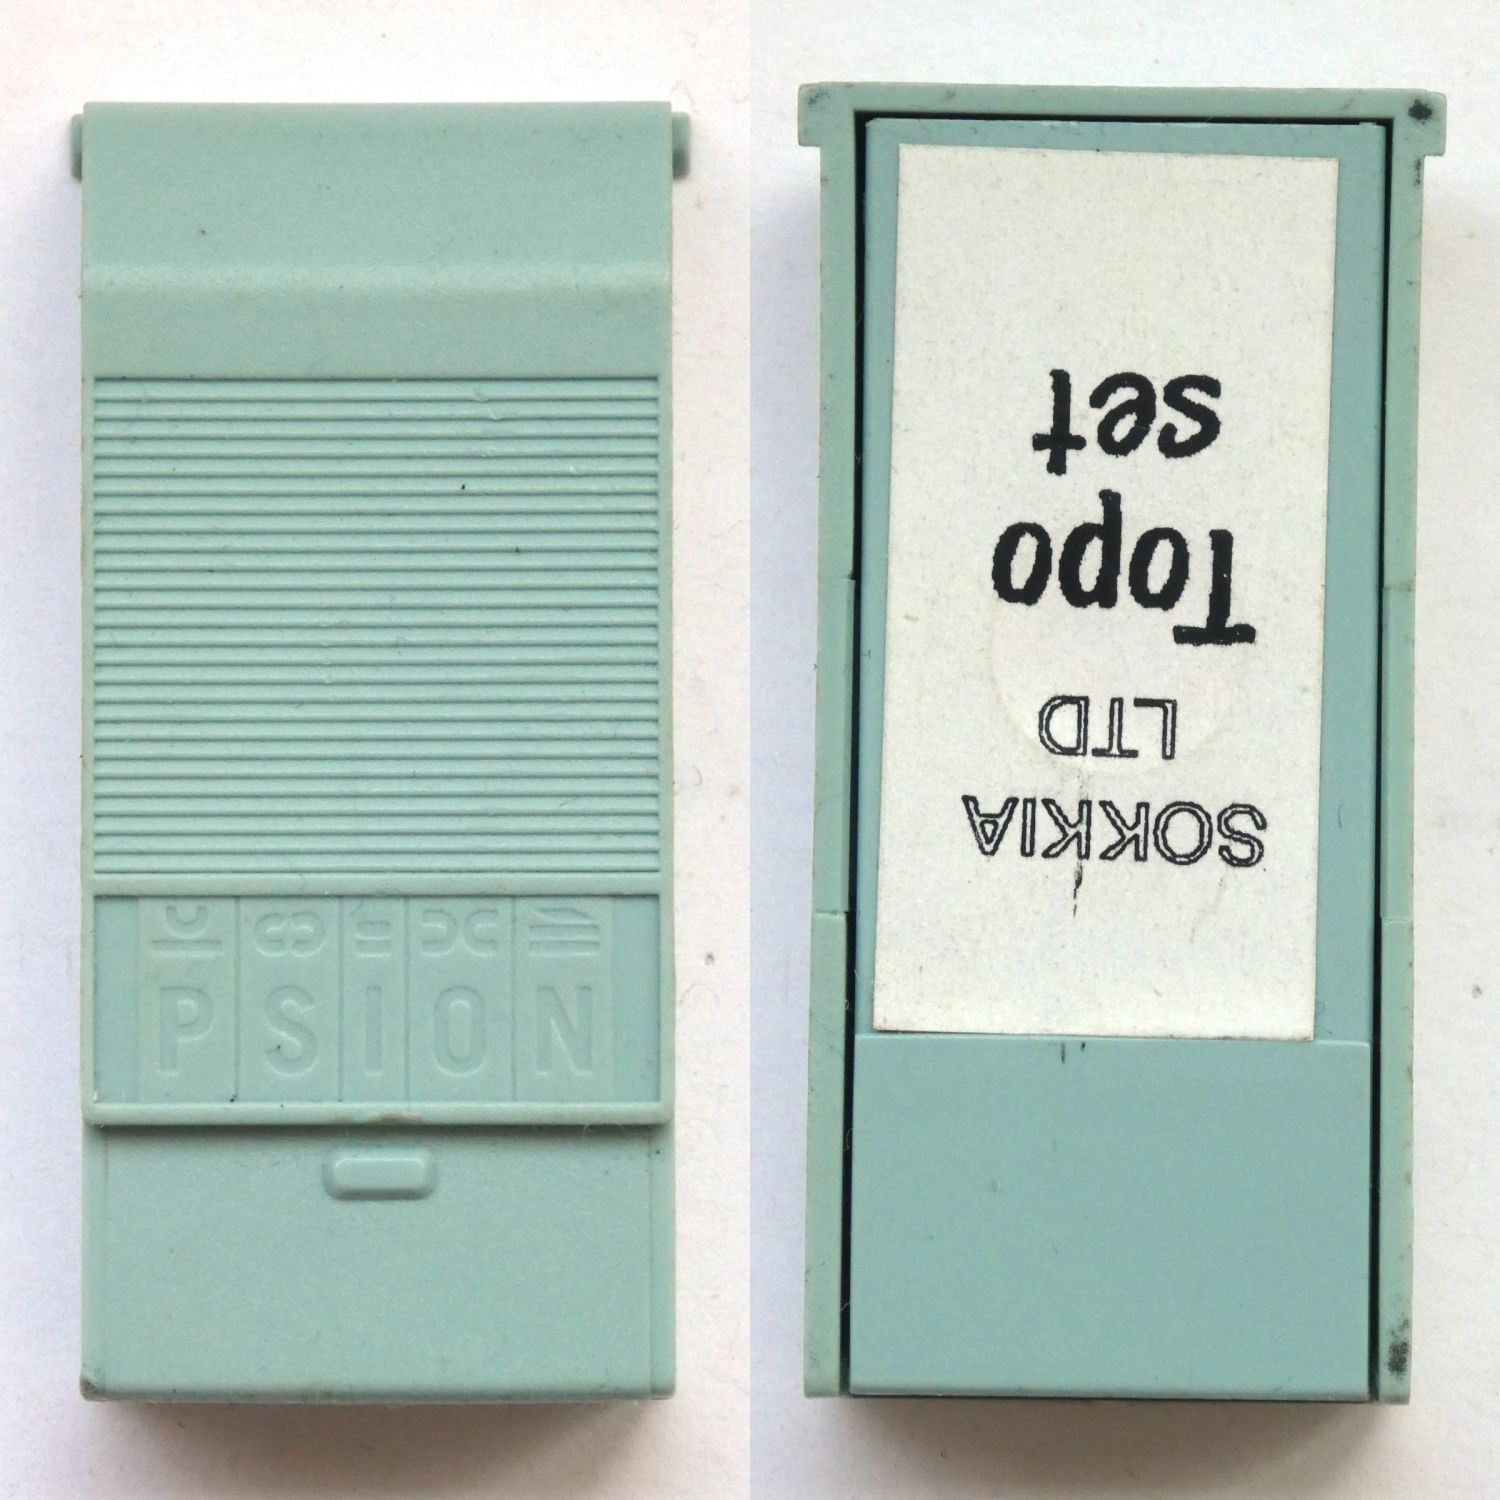 PSION
SOKKIA
LTD
Topo
set